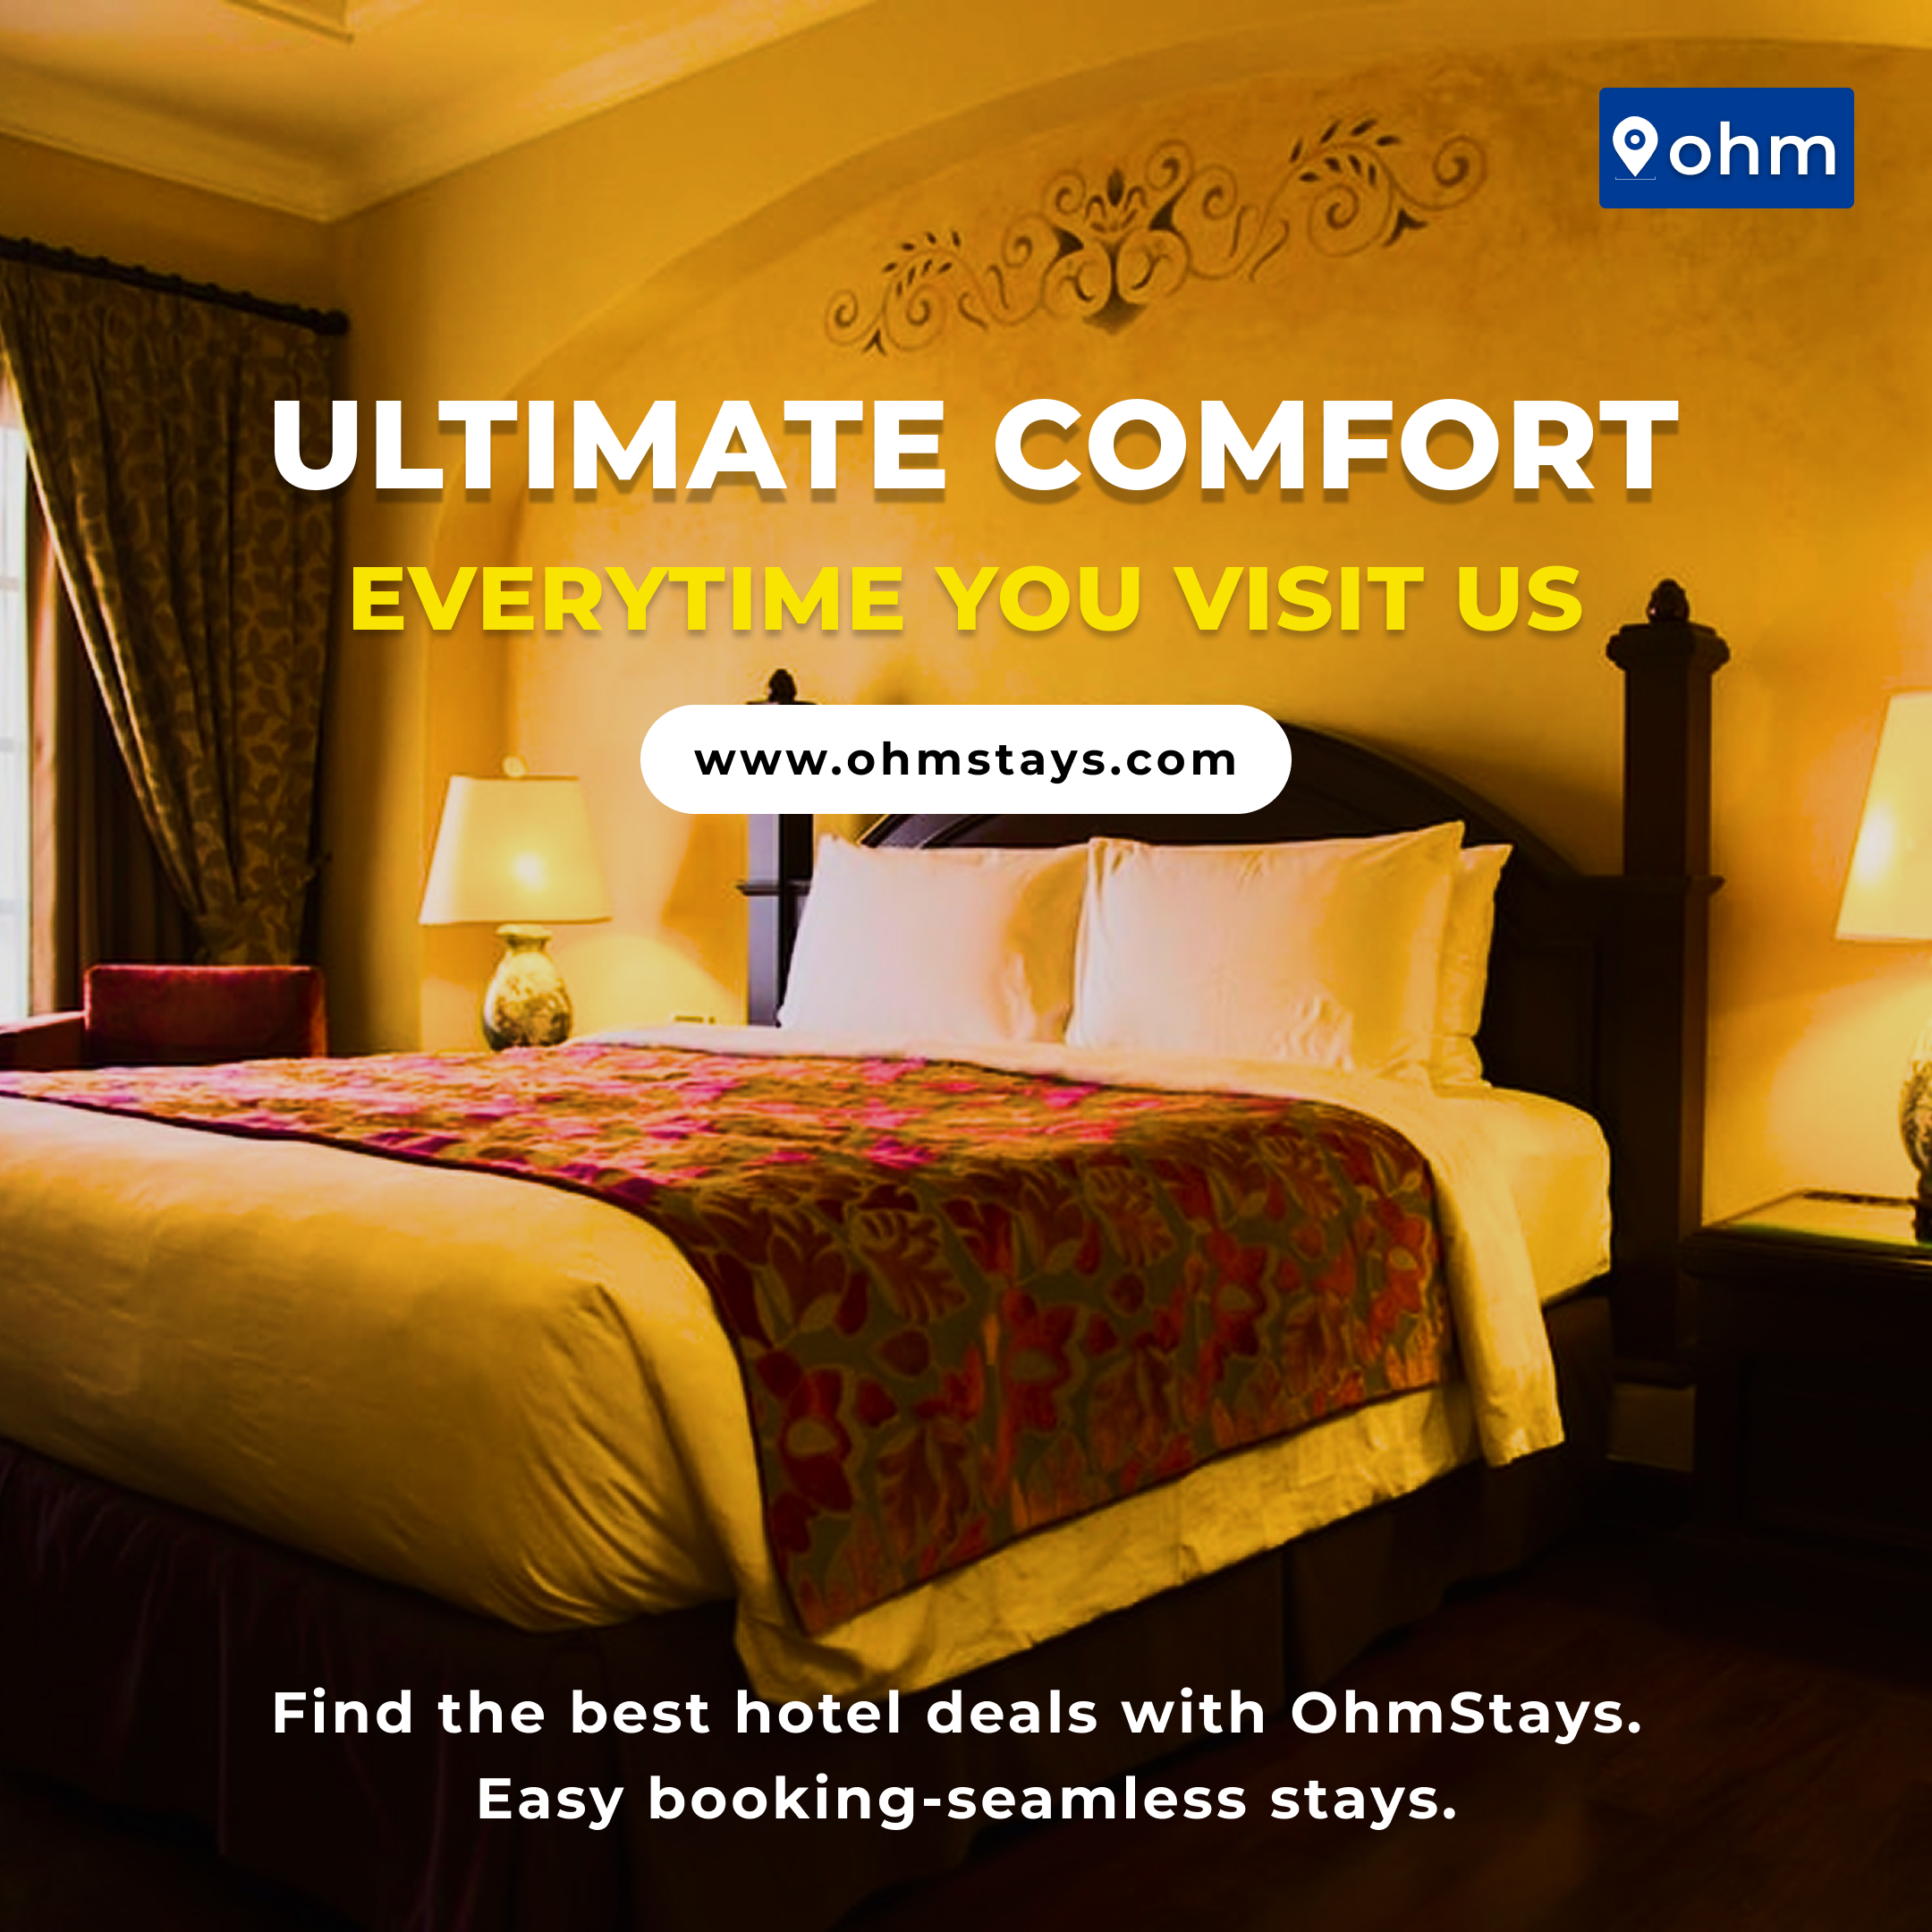 ohm
ULTIMATE COMFORT
EVERYTIME YOU VISIT US
www.ohmstays.com
Find the best hotel deals with OhmStays.
Easy booking-seamless stays.